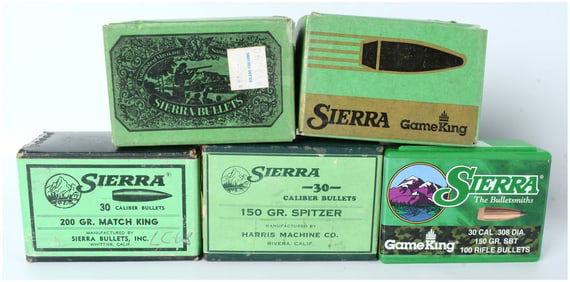 SIERRA BULLETS
SIERRA
GameKing
SIERRA
30
CALIBER BULLETS
200 GR. MATCH KING
MANUFACTURED BY
SIERRA BULLETS, INC.
WHITTIER, CALIF.
SIERRA
—30—
CALIBER BULLETS
150 GR. SPITZER
MANUFACTURED BY
HARRIS MACHINE CO.
RIVERA, CALIF.
SIERRA
The Bulletsmiths
GameKing
30 CAL .308 DIA.
150 GR. SBT
100 RIFLE BULLETS